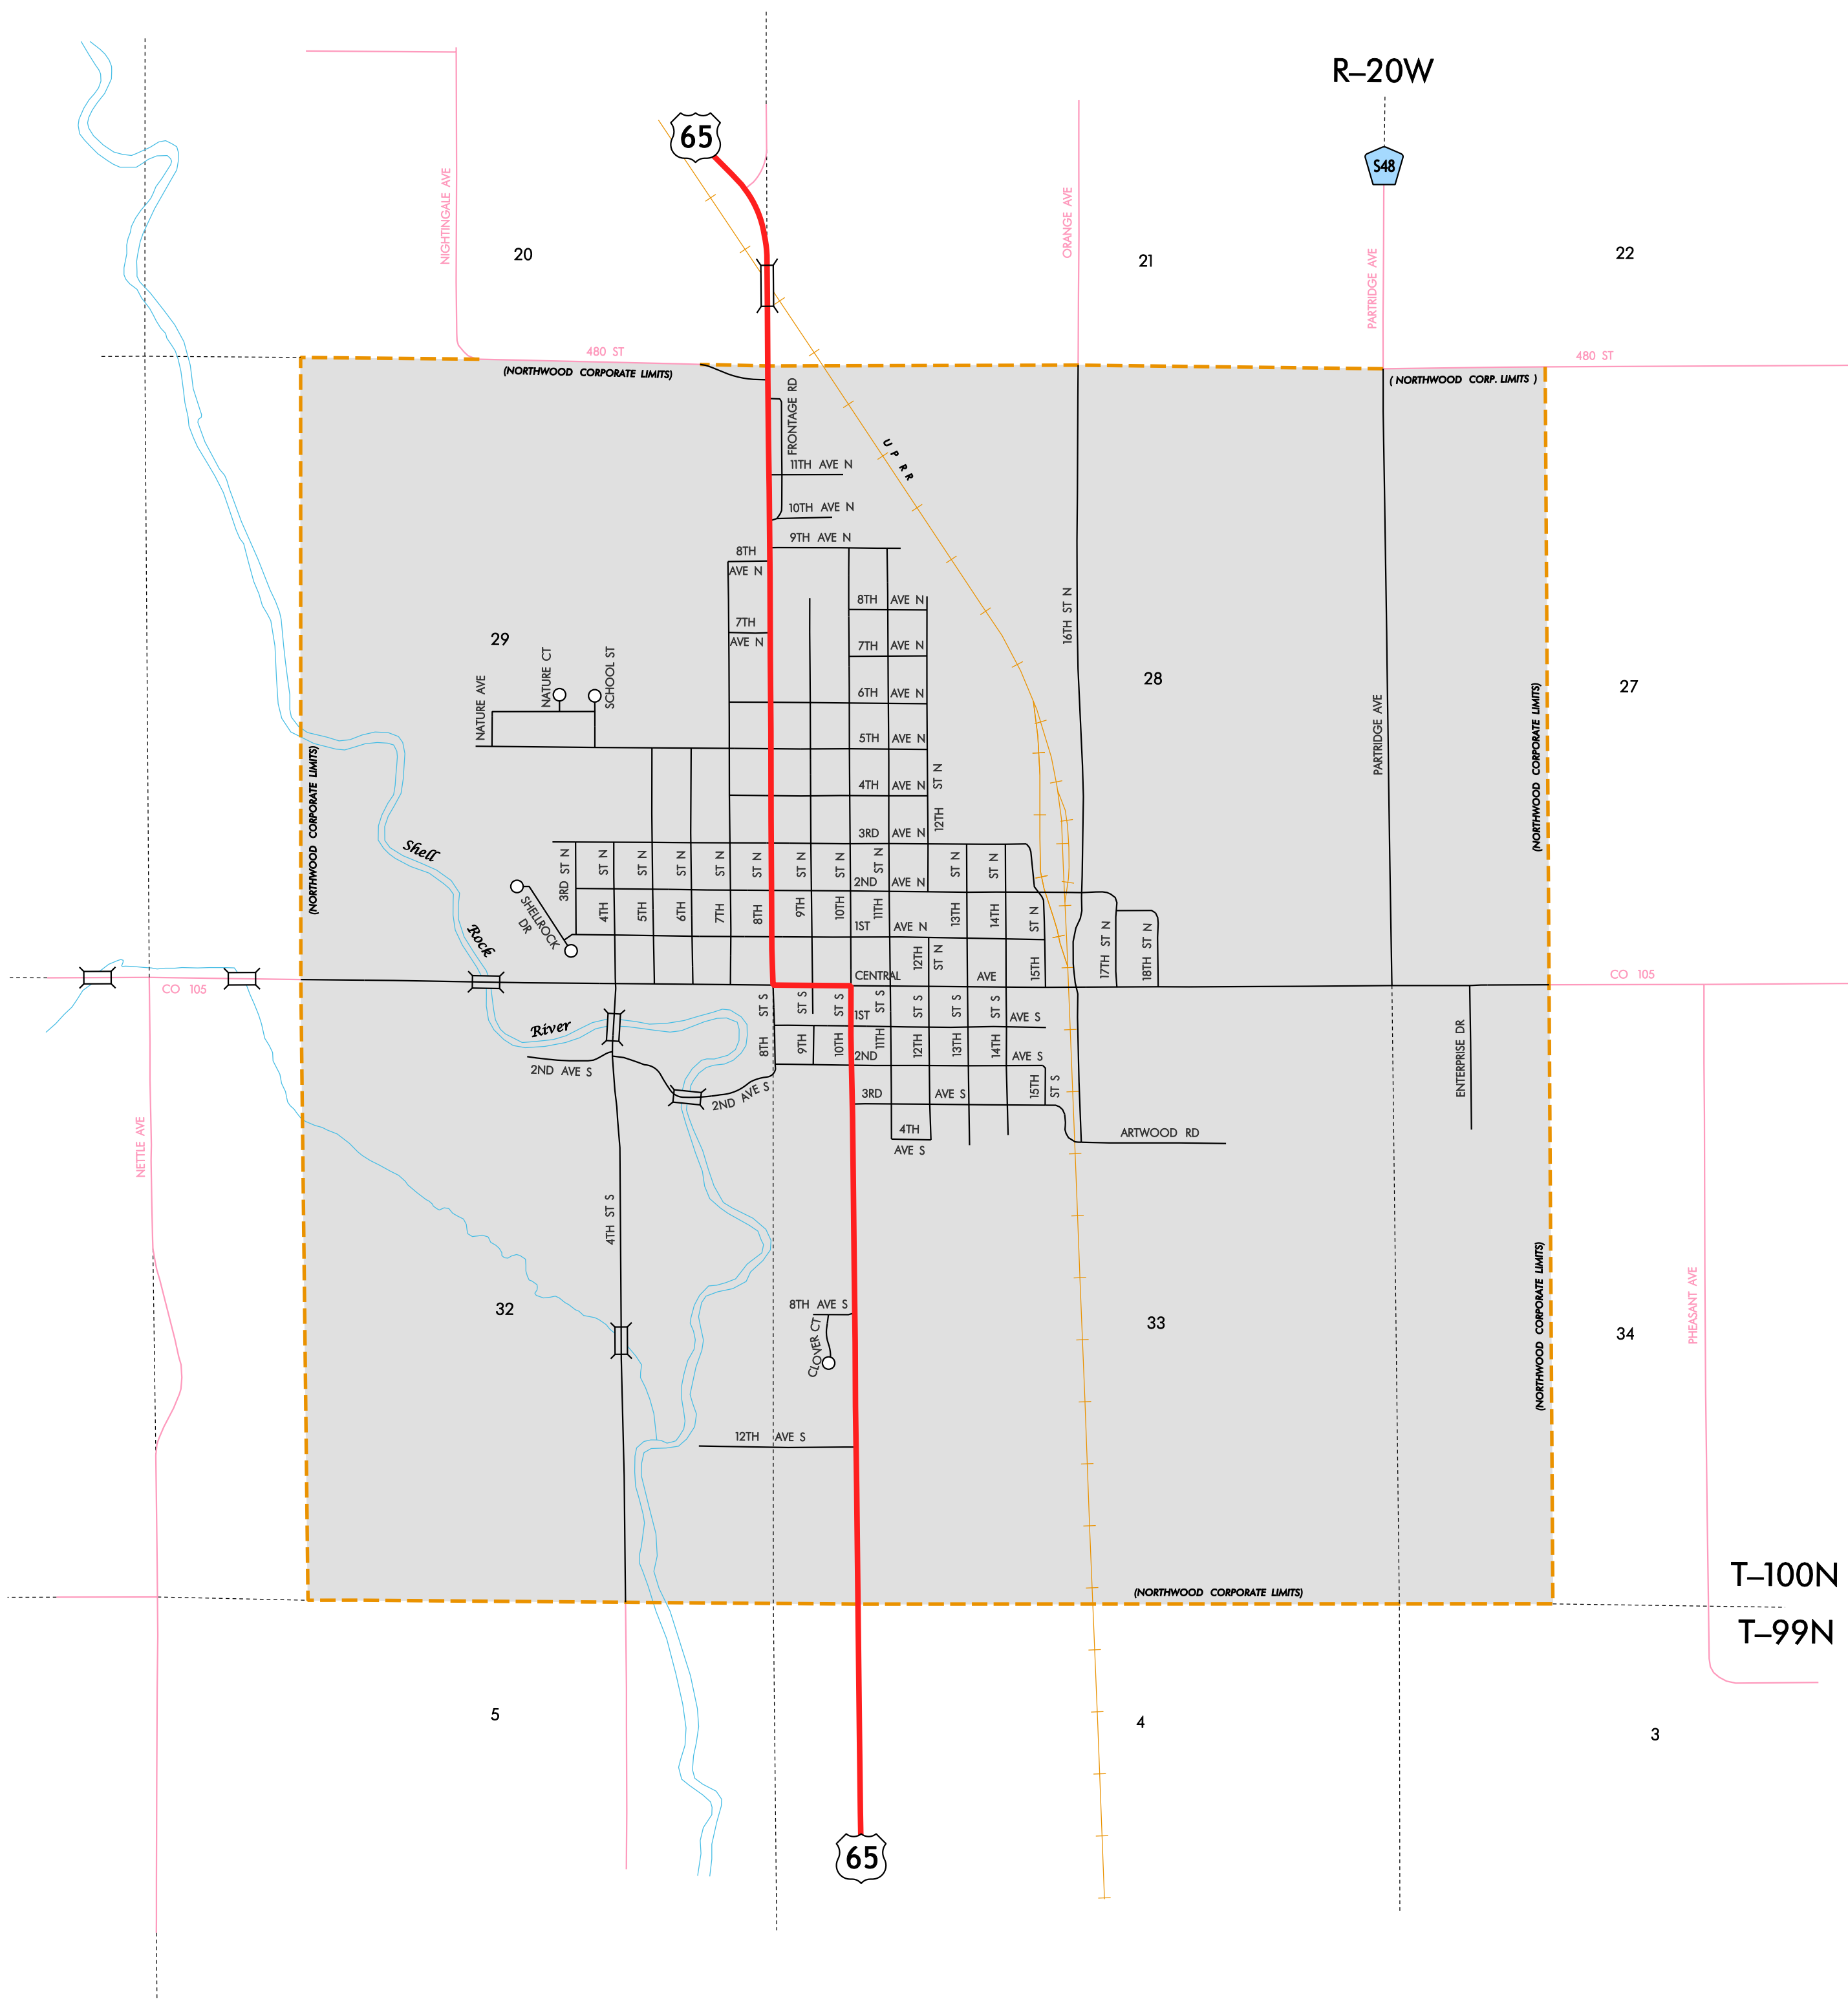 R–20W
65
S48
NIGHTINGALE AVE
ORANGE AVE
PARTRIDGE AVE
20
21
22
480 ST
480 ST
(NORTHWOOD CORPORATE LIMITS)
( NORTHWOOD CORP. LIMITS )
FRONTAGE RD
U P RR
11TH AVE N
10TH AVE N
9TH AVE N
8TH
AVE N
8TH AVE N
16TH ST N
7TH
AVE N
7TH AVE N
29
NATURE AVE
NATURE CT
SCHOOL ST
28
27
6TH AVE N
5TH AVE N
4TH AVE N
12TH ST N
PARTRIDGE AVE
(NORTHWOOD CORPORATE LIMITS)
(NORTHWOOD CORPORATE LIMITS)
3RD AVE N
Shell
Rock
River
3RD ST N
4TH ST N
5TH ST N
6TH ST N
7TH ST N
8TH ST N
9TH ST N
10TH ST N
11TH ST N
13TH ST N
14TH ST N
2ND AVE N
SHELLROCK
DR
1ST AVE N
12TH ST N
15TH ST N
17TH ST N
18TH ST N
CENTRAL AVE
CO 105
CO 105
8TH ST S
9TH ST S
10TH ST S
11TH ST S
12TH ST S
13TH ST S
14TH ST S
1ST AVE S
2ND AVE S
2ND AVE S
2ND AVE S
15TH ST S
3RD AVE S
4TH
AVE S
ARTWOOD RD
ENTERPRISE DR
NETTLE AVE
4TH ST S
32
8TH AVE S
CLOVER CT
33
34
PHEASANT AVE
(NORTHWOOD CORPORATE LIMITS)
12TH AVE S
(NORTHWOOD CORPORATE LIMITS)
T–100N
T–99N
5
4
3
65